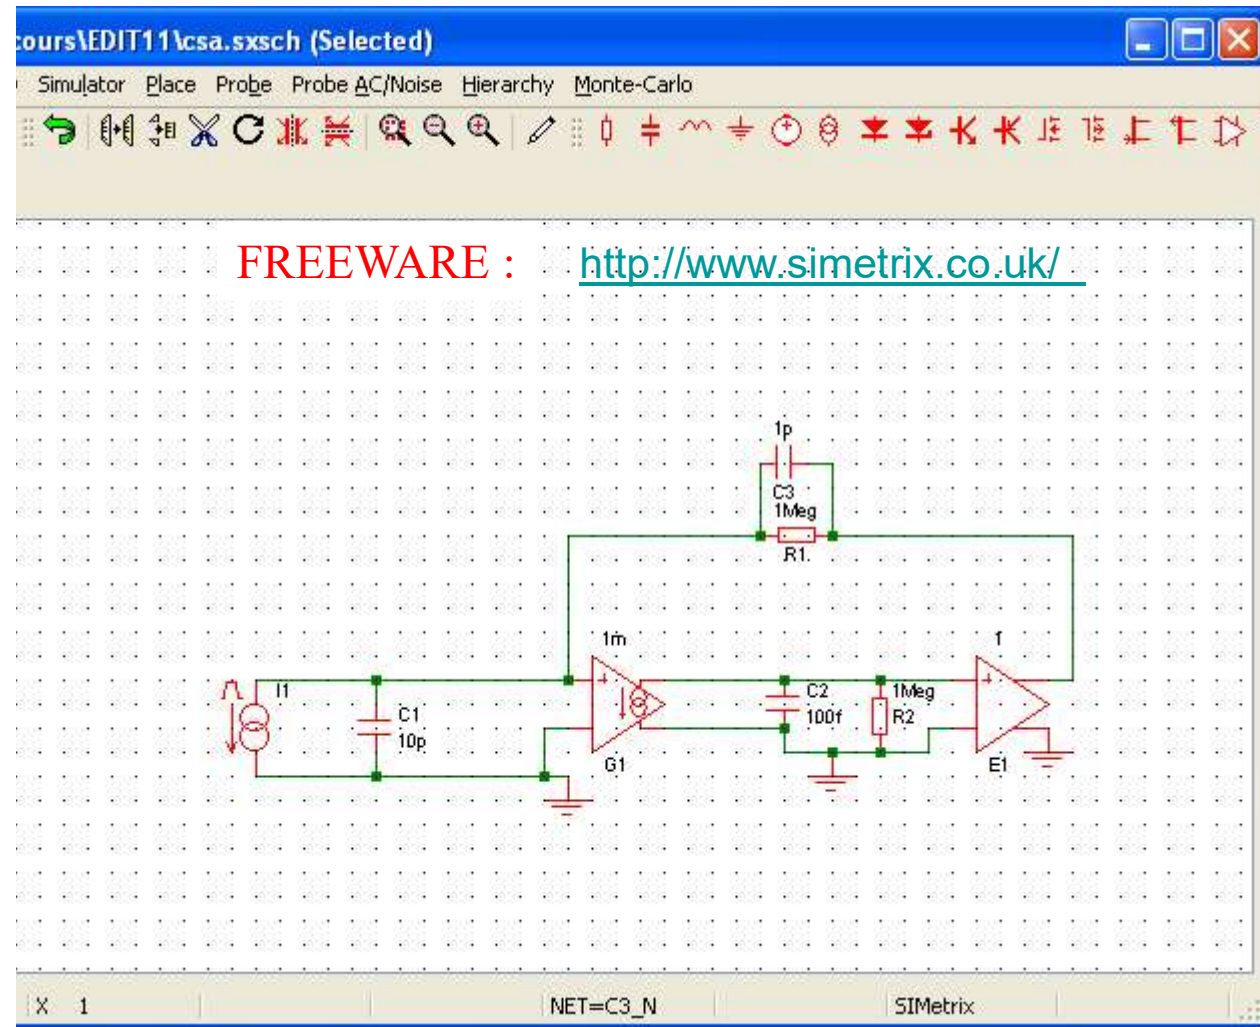 cours\EDIT11\csa.sxsch (Selected)
Simulator Place Probe Probe AC/Noise Hierarchy Monte-Carlo
FREEWARE : http://www.simetrix.co.uk/
1p
C3
1Meg
R1
1m
1
I1
C1
10p
C2
100f
1Meg
R2
G1
E1
X 1 NET=C3_N SIMetrix